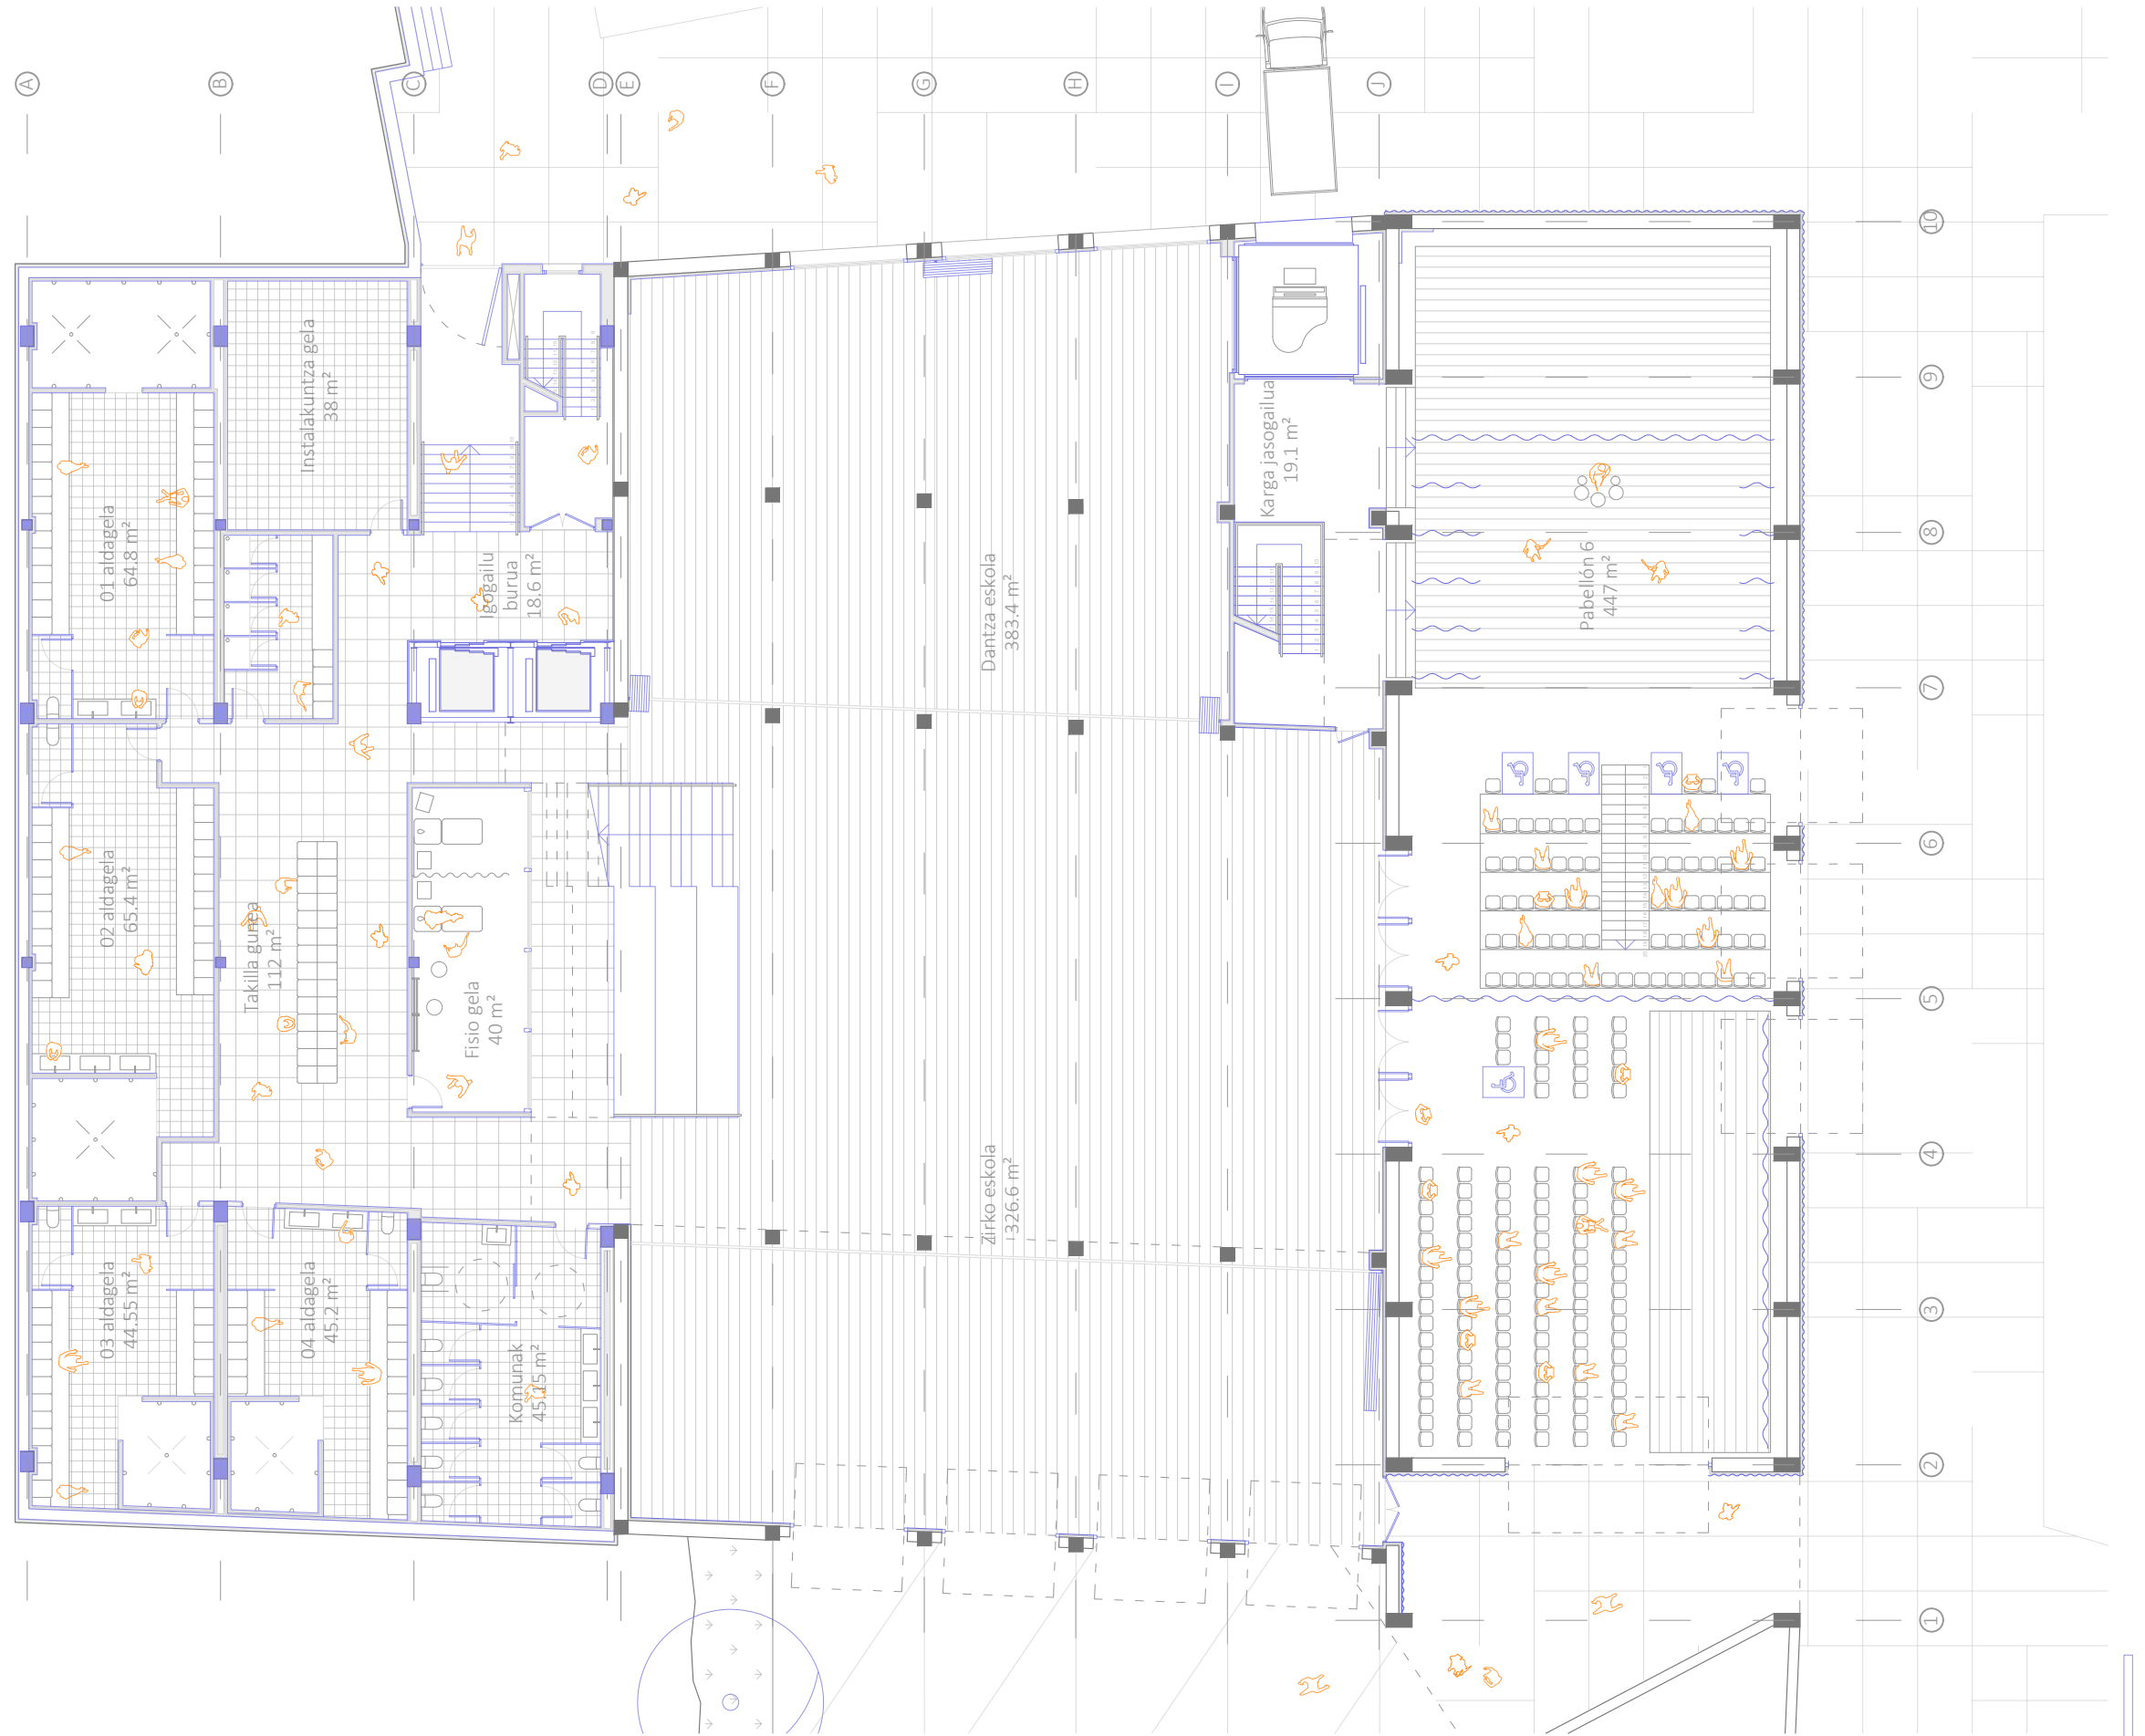 A
B
C
D
E
F
G
H
I
J
10
9
8
7
6
5
4
3
2
1
Instalakuntza gela
38 m²
01 aldagela
64.8 m²
Igogailu
burua
18.6 m²
Dantza eskola
383.4 m²
Karga jasogailua
19.1 m²
Pabellón 6
447 m²
02 aldagela
65.4 m²
Takilla gunea
112 m²
Fisio gela
40 m²
Zirko eskola
326.6 m²
03 aldagela
44.55 m²
04 aldagela
45.2 m²
Komunak
45.15 m²